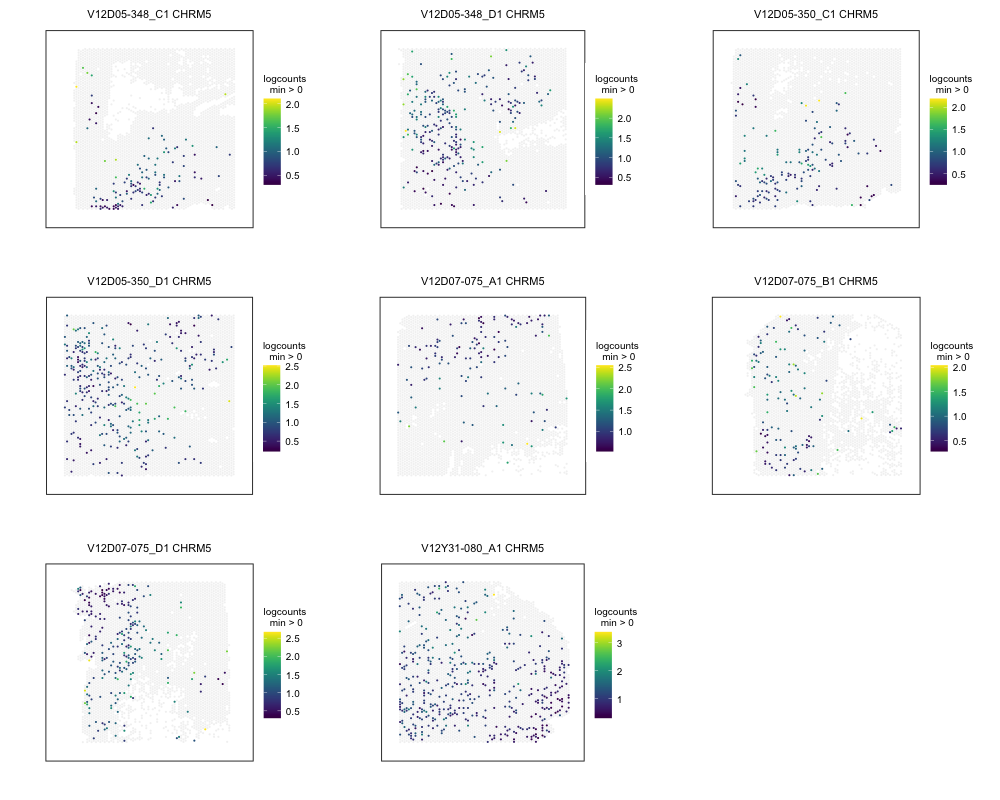 V12D05-348_C1 CHRM5
logcounts
min > 0
2.0
1.5
1.0
0.5
V12D05-348_D1 CHRM5
logcounts
min > 0
2.0
1.5
1.0
0.5
V12D05-350_C1 CHRM5
logcounts
min > 0
2.0
1.5
1.0
0.5
V12D05-350_D1 CHRM5
logcounts
min > 0
2.5
2.0
1.5
1.0
0.5
V12D07-075_A1 CHRM5
logcounts
min > 0
2.5
2.0
1.5
1.0
V12D07-075_B1 CHRM5
logcounts
min > 0
2.0
1.5
1.0
0.5
V12D07-075_D1 CHRM5
logcounts
min > 0
2.5
2.0
1.5
1.0
0.5
V12Y31-080_A1 CHRM5
logcounts
min > 0
3
2
1